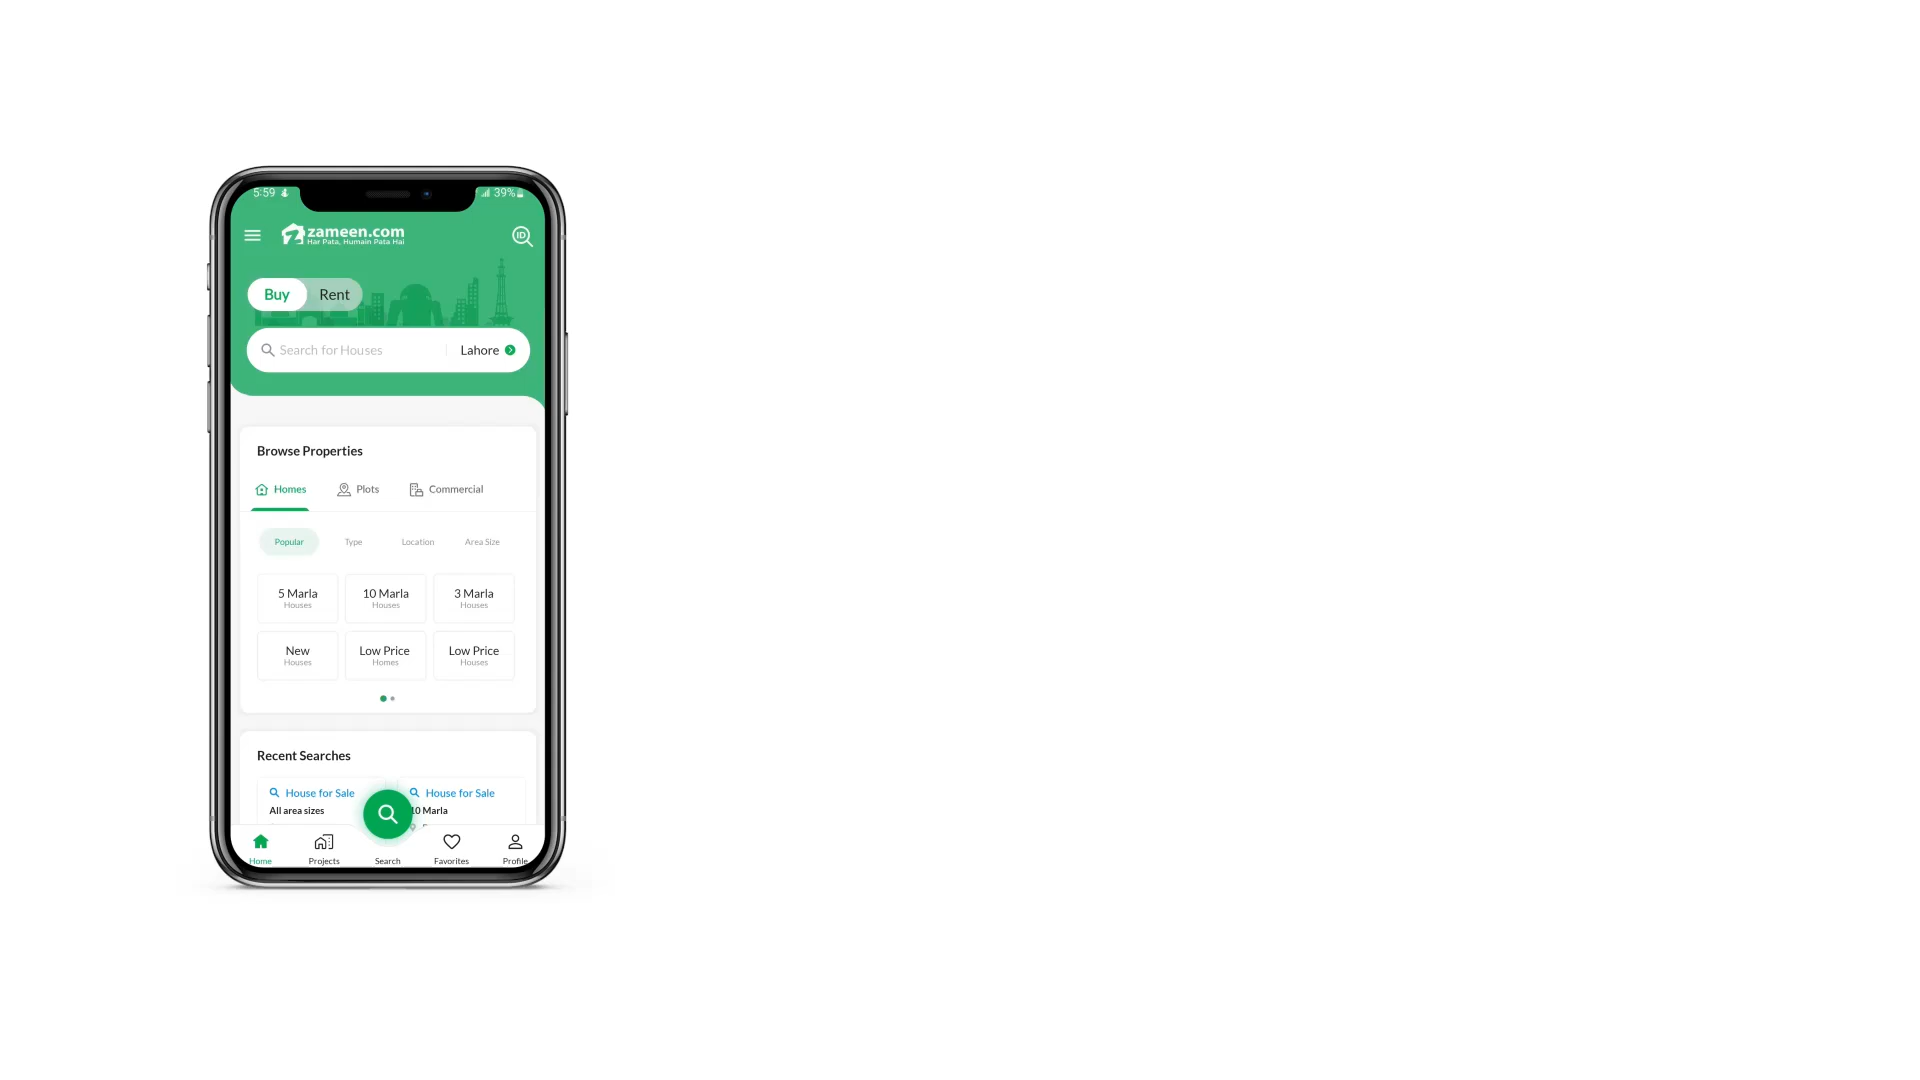 5:59
39%
zameen.com
Har Pata, Humain Pata Hai
ID
Buy Rent
Search for Houses Lahore
Browse Properties
Homes Plots Commercial
Popular Type Location Area Size
5 Marla 10 Marla 3 Marla
Houses Houses Houses
New Low Price Low Price
Houses Homes Houses
Recent Searches
House for Sale House for Sale
All area sizes 10 Marla
Home Projects Search Favorites Profile